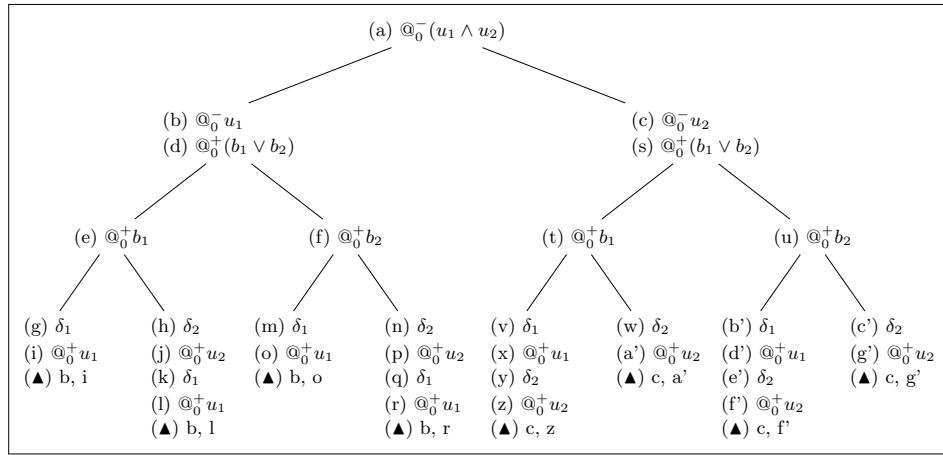 (a) @₀⁻(u₁ ∧ u₂)
(b) @₀⁻u₁ (c) @₀⁻u₂
(d) @₀⁺(b₁ ∨ b₂) (s) @₀⁺(b₁ ∨ b₂)
(e) @₀⁺b₁ (f) @₀⁺b₂ (t) @₀⁺b₁ (u) @₀⁺b₂
(g) δ₁ (h) δ₂ (m) δ₁ (n) δ₂ (v) δ₁ (w) δ₂ (b') δ₁ (c') δ₂
(i) @₀⁺u₁ (j) @₀⁺u₂ (o) @₀⁺u₁ (p) @₀⁺u₂ (x) @₀⁺u₁ (a') @₀⁺u₂ (d') @₀⁺u₁ (g') @₀⁺u₂
(▲) b, i (k) δ₁ (▲) b, o (q) δ₁ (y) δ₂ (▲) c, a' (e') δ₂ (▲) c, g'
(l) @₀⁺u₁ (r) @₀⁺u₁ (z) @₀⁺u₂ (f') @₀⁺u₂
(▲) b, l (▲) b, r (▲) c, z (▲) c, f'